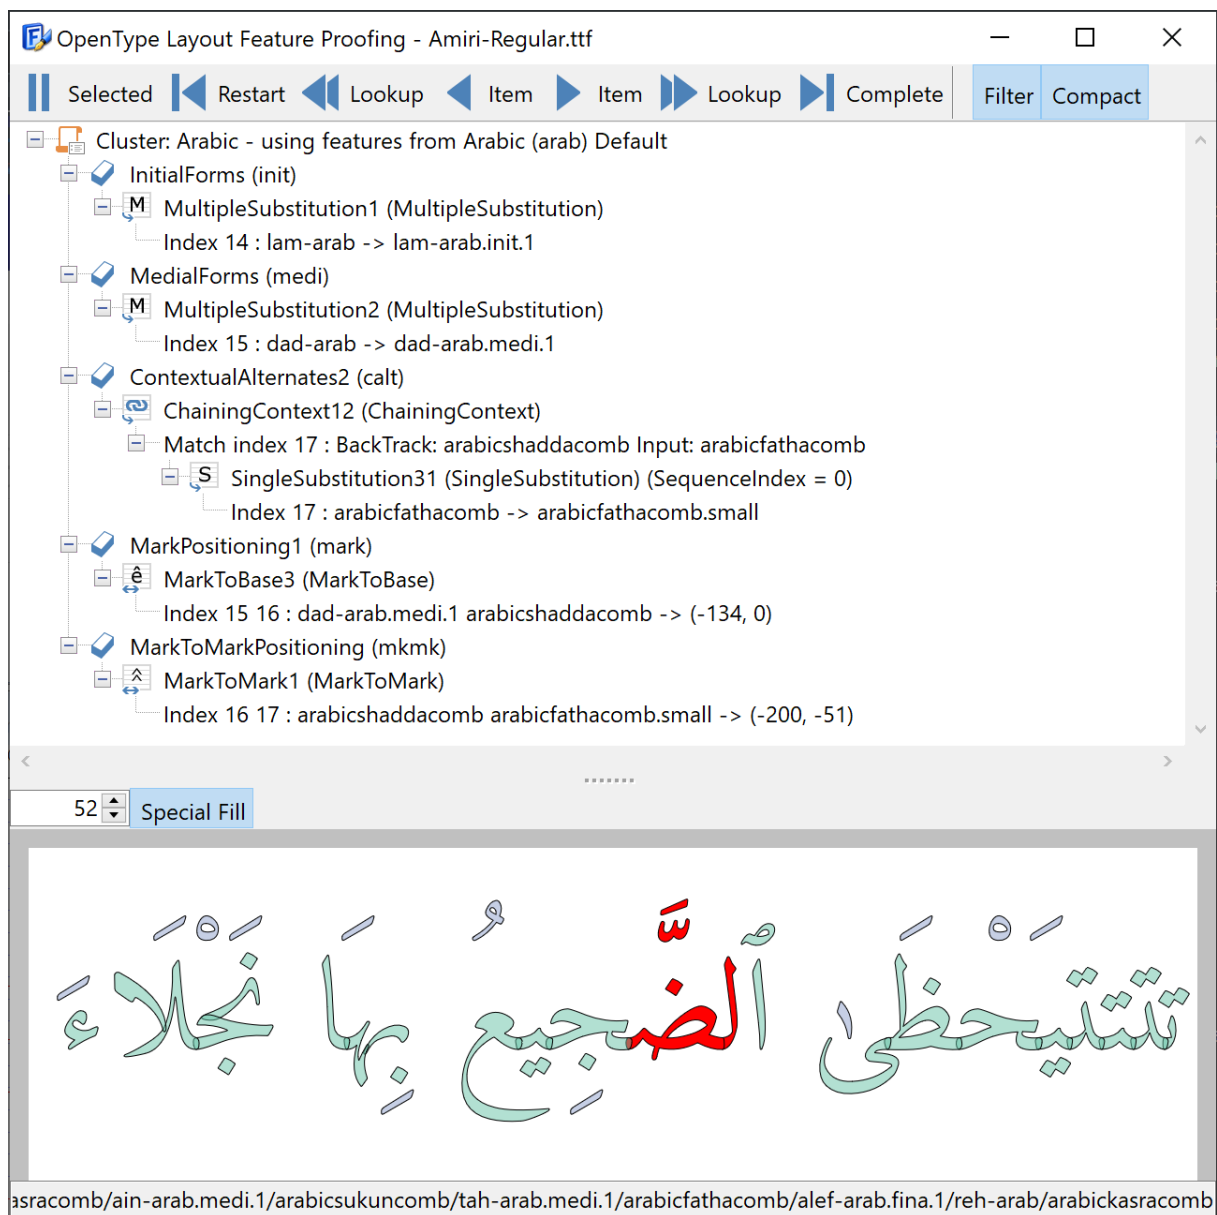 OpenType Layout Feature Proofing - Amiri-Regular.ttf
Selected Restart Lookup Item Item Lookup Complete Filter Compact
Cluster: Arabic - using features from Arabic (arab) Default
InitialForms (init)
M MultipleSubstitution1 (MultipleSubstitution)
Index 14 : lam-arab -> lam-arab.init.1
MedialForms (medi)
M MultipleSubstitution2 (MultipleSubstitution)
Index 15 : dad-arab -> dad-arab.medi.1
ContextualAlternates2 (calt)
ChainingContext12 (ChainingContext)
Match index 17 : BackTrack: arabicshaddacomb Input: arabicfathacomb
S SingleSubstitution31 (SingleSubstitution) (SequenceIndex = 0)
Index 17 : arabicfathacomb -> arabicfathacomb.small
MarkPositioning1 (mark)
ê MarkToBase3 (MarkToBase)
Index 15 16 : dad-arab.medi.1 arabicshaddacomb -> (-134, 0)
MarkToMarkPositioning (mkmk)
MarkToMark1 (MarkToMark)
Index 16 17 : arabicshaddacomb arabicfathacomb.small -> (-200, -51)
52 Special Fill
تتتيَحْظَىٰ ٱلضَّجِيعُ بِهَا نَجْلَاءَ
asracomb/ain-arab.medi.1/arabicsukuncomb/tah-arab.medi.1/arabicfathacomb/alef-arab.fina.1/reh-arab/arabickasracomb